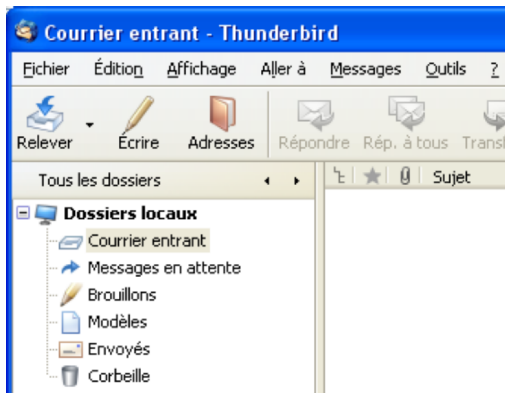 Courrier entrant - Thunderbird
Fichier Édition Affichage Aller à Messages Outils ?
Relever Écrire Adresses Répondre Rép. à tous
Tous les dossiers Sujet
Dossiers locaux
Courrier entrant
Messages en attente
Brouillons
Modèles
Envoyés
Corbeille